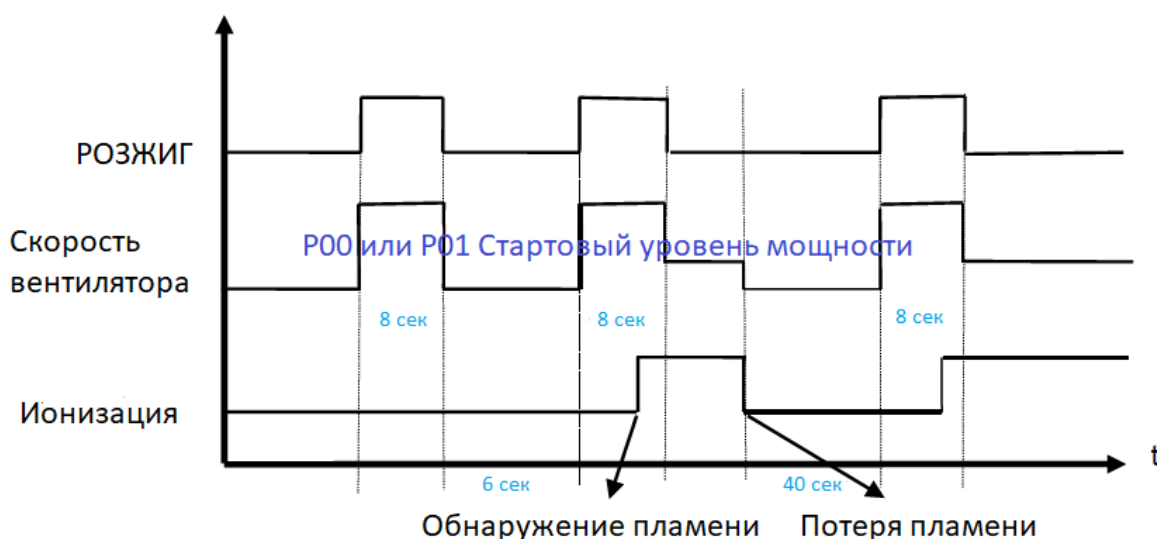 РОЗЖИГ
Скорость
вентилятора
P00 или P01 Стартовый уровень мощности
8 сек
8 сек
8 сек
Ионизация
t
6 сек
40 сек
Обнаружение пламени
Потеря пламени